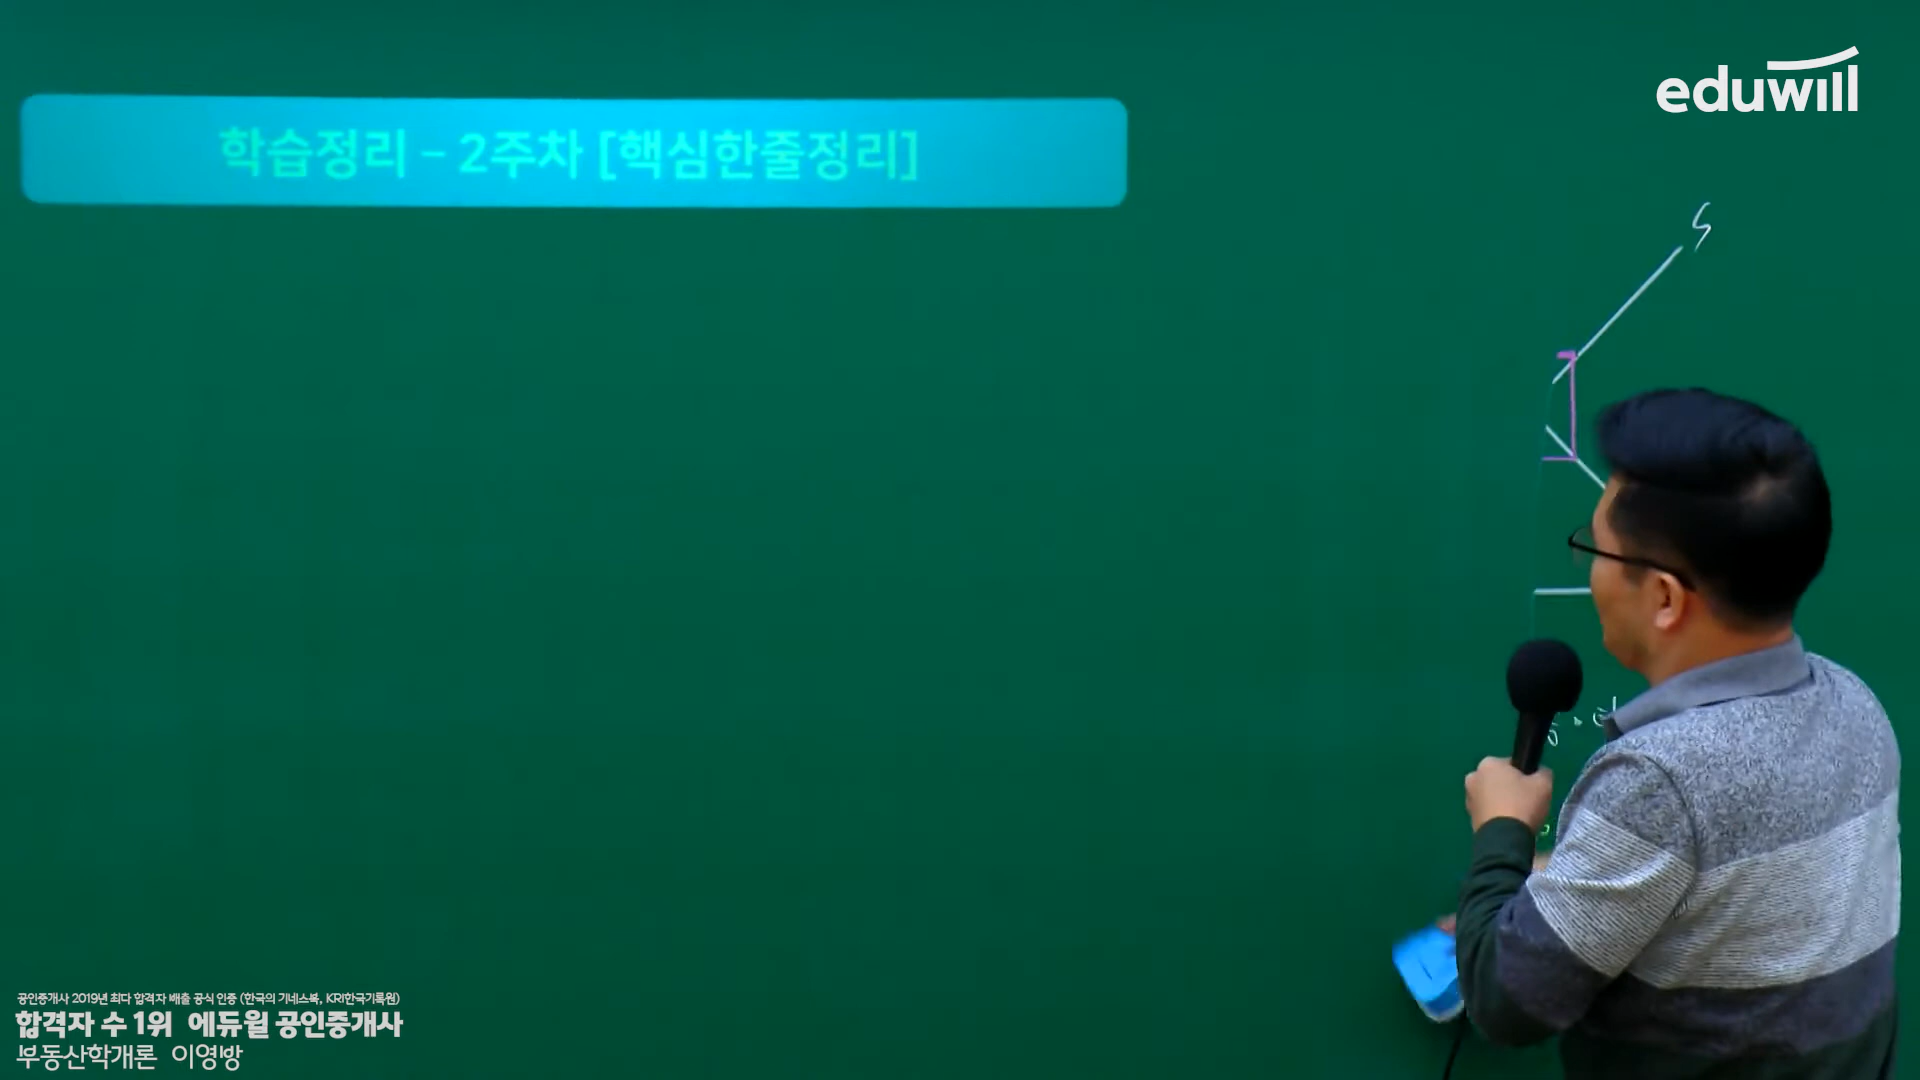 eduwill
학습정리 - 2주차 [핵심한줄정리]
S
공인중개사 2019년 최다 합격자 배출 공식 인증 (한국의 기네스북, KRI한국기록원)
합격자 수 1위 에듀윌 공인중개사
부동산학개론 이영방